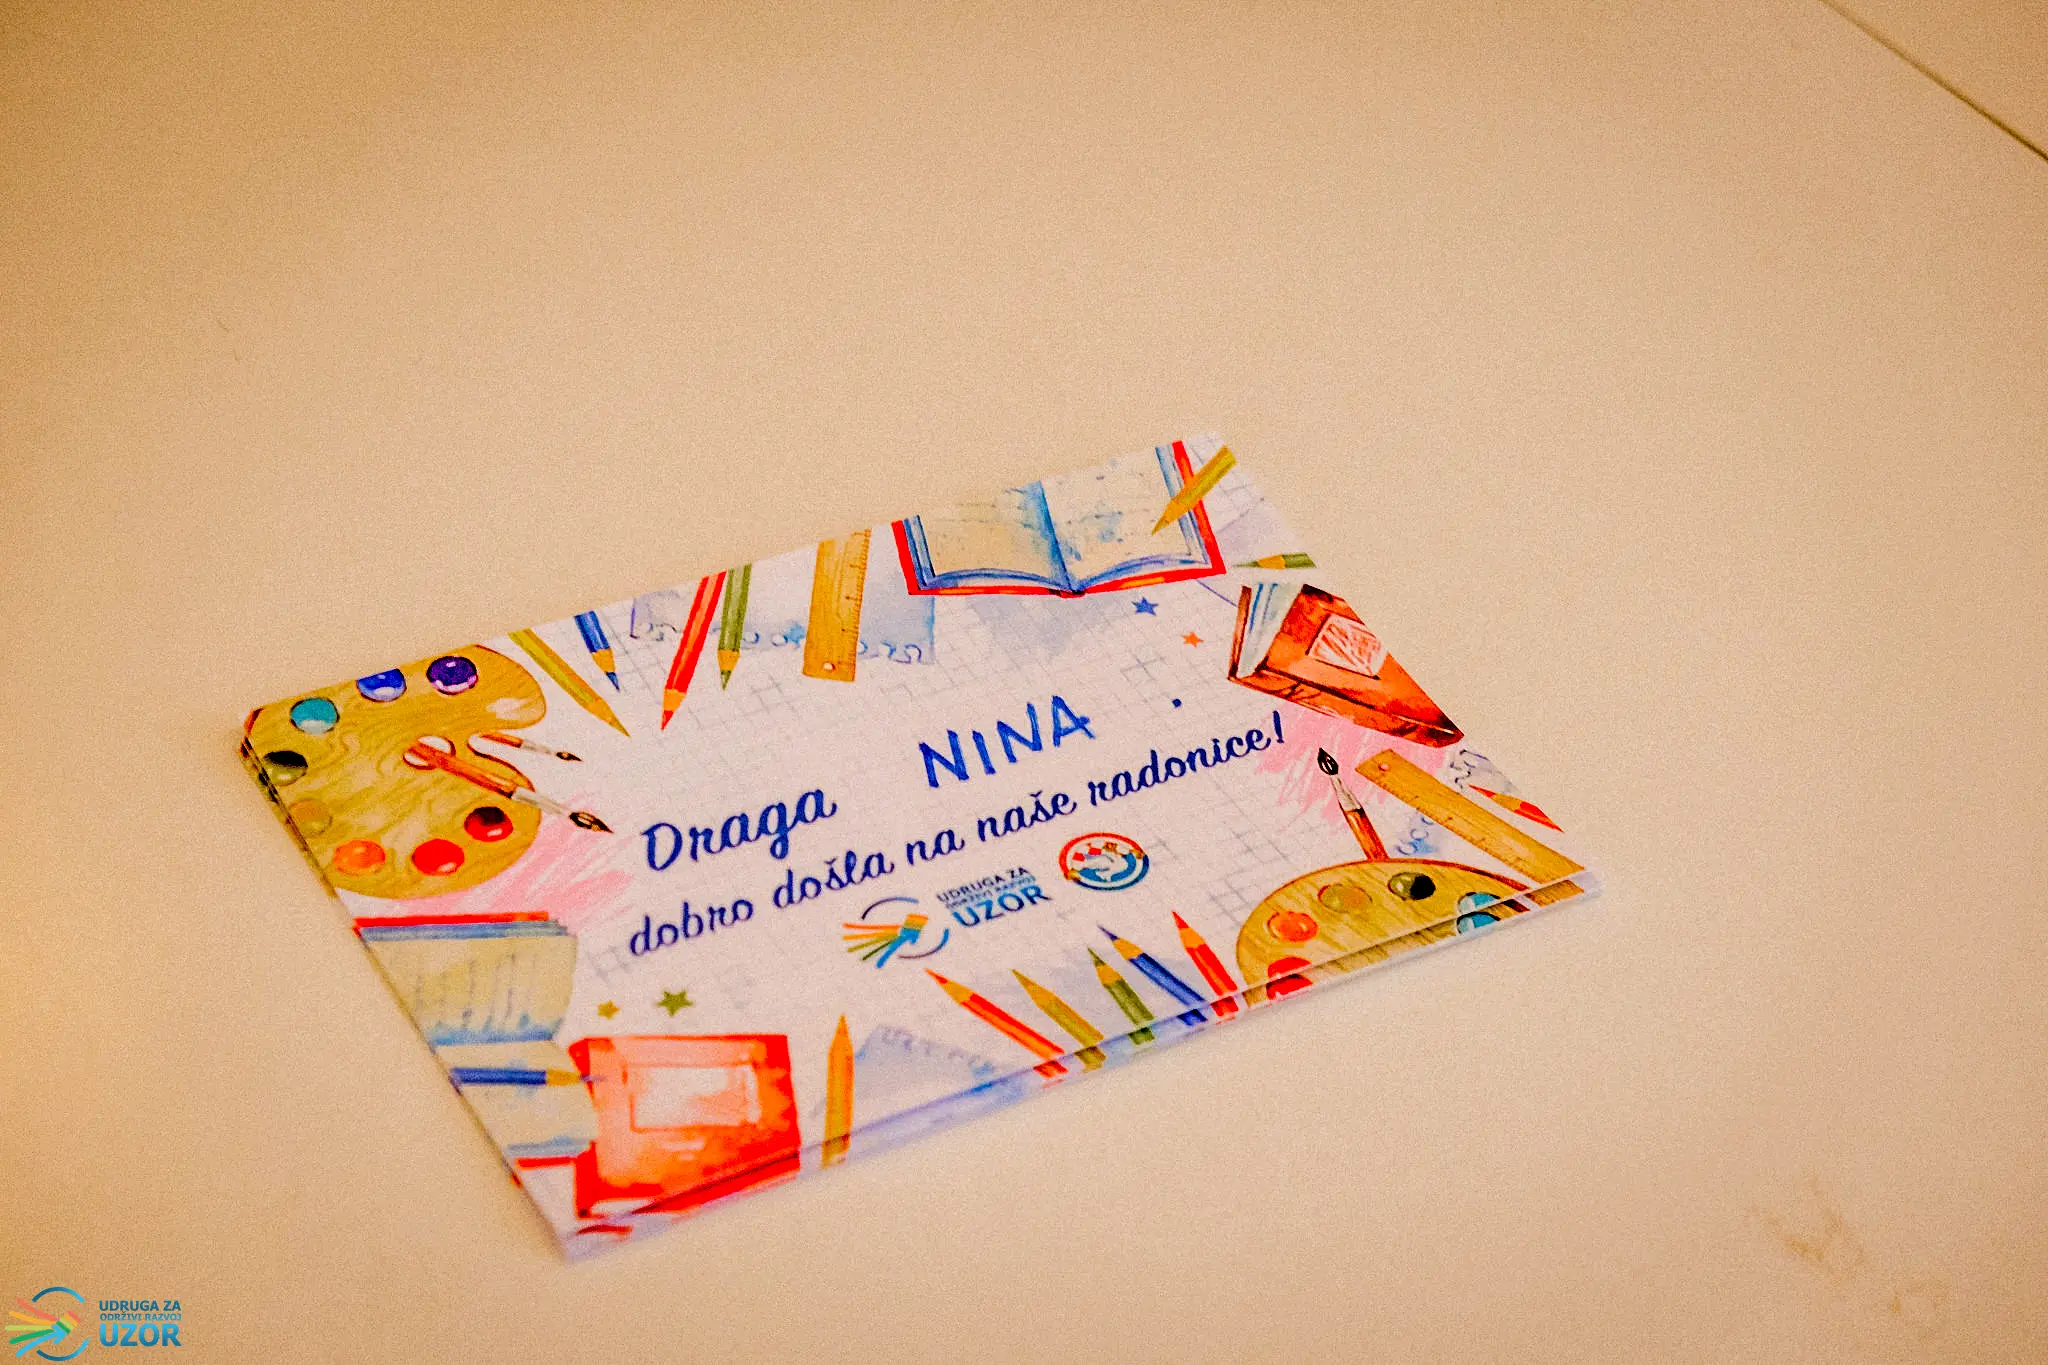 Draga NINA .
dobro došla na naše radonice!
UDRUGA ZA
ODRŽIVI RAZVOJ
UZOR
UDRUGA ZA
ODRŽIVI RAZVOJ
UZOR